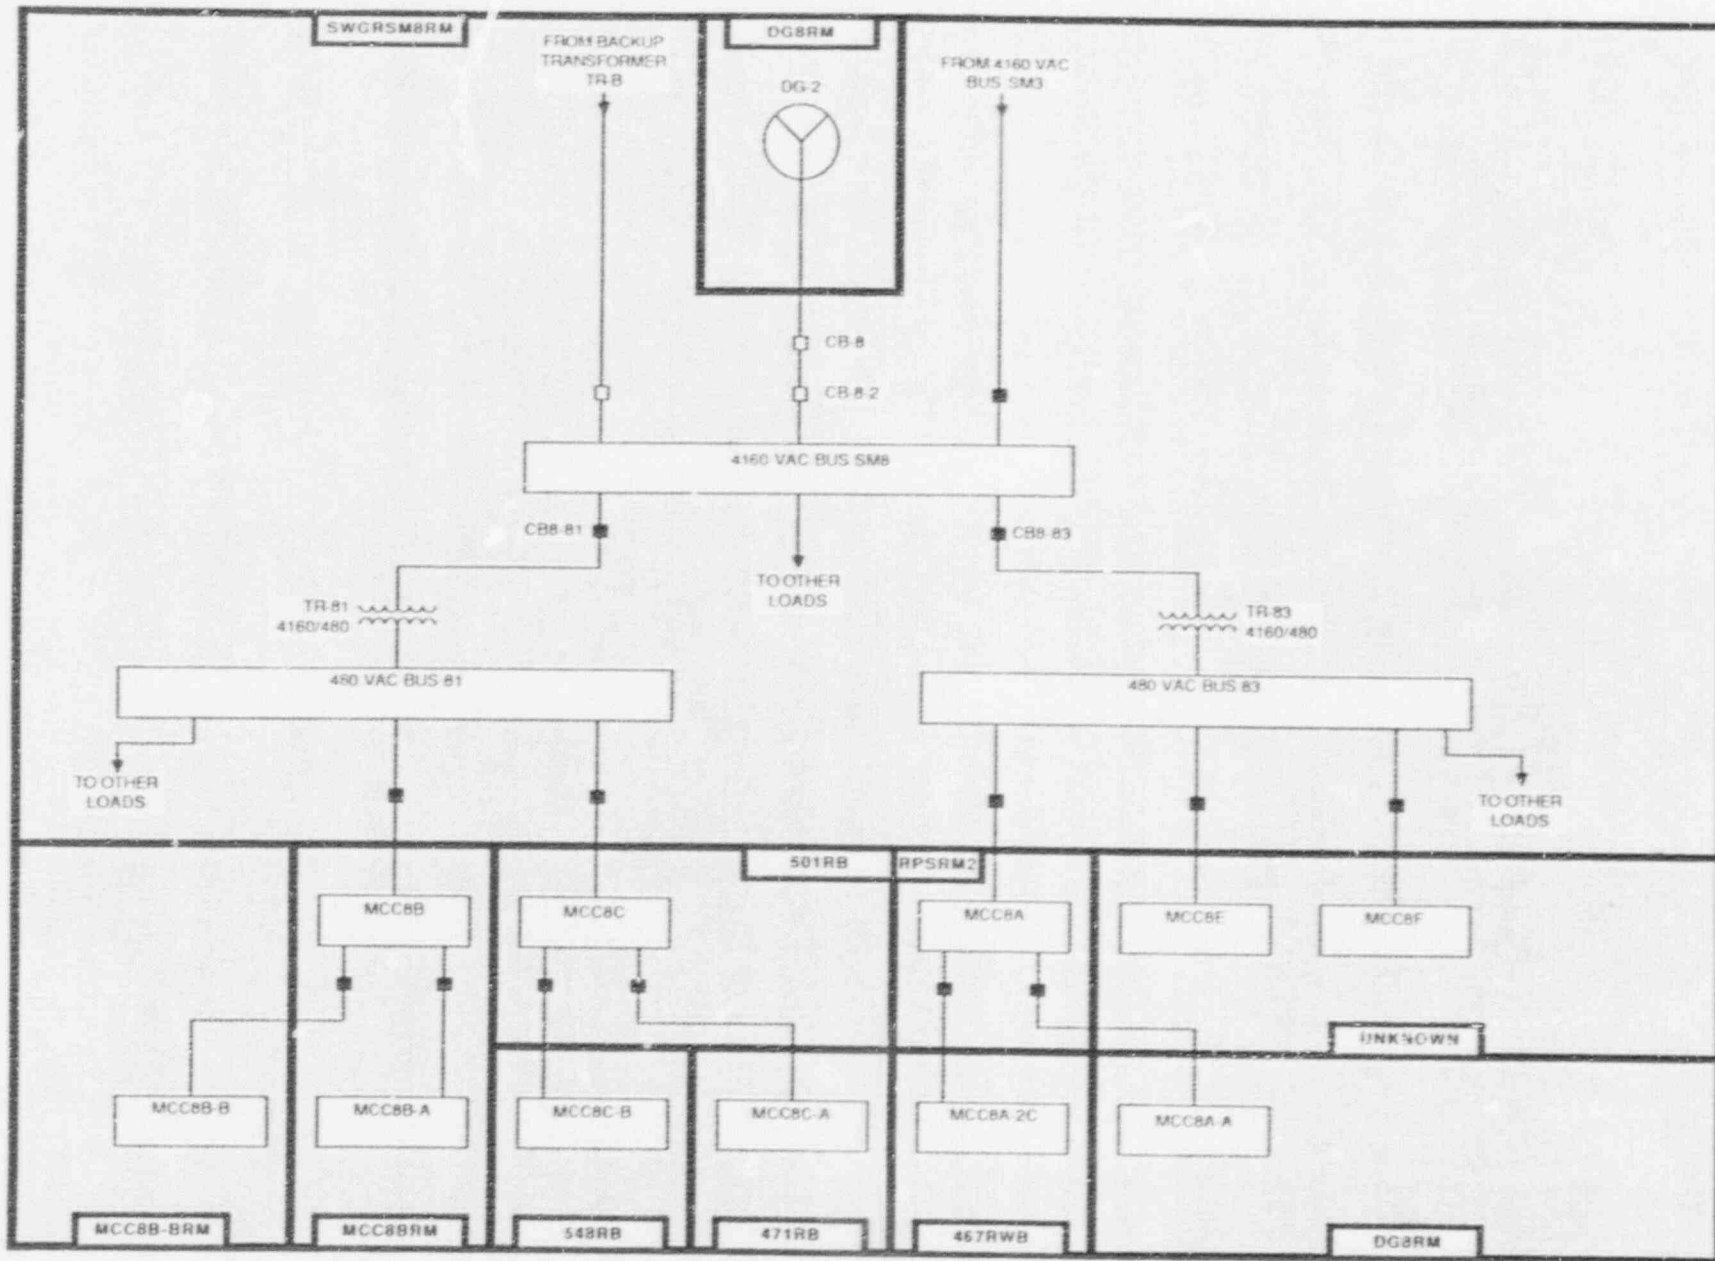 SWGRSM8RM
DG8RM
FROM BACKUP
TRANSFORMER
TR-B
DG-2
FROM 4160 VAC
BUS SM3
CB-8
CB-8-2
4160 VAC BUS SM8
CB8-81
CB8-83
TO OTHER
LOADS
TR-81
4160/480
TR-83
4160/480
480 VAC BUS 81
480 VAC BUS 83
TO OTHER
LOADS
TO OTHER
LOADS
501RB
RPSRM2
MCC8B
MCC8C
MCC8A
MCC8E
MCC8F
UNKNOWN
MCC8B-B
MCC8B-A
MCC8C-B
MCC8C-A
MCC8A-2C
MCC8A-A
MCC8B-BRM
MCC8BRM
548RB
471RB
467RWB
DG8RM